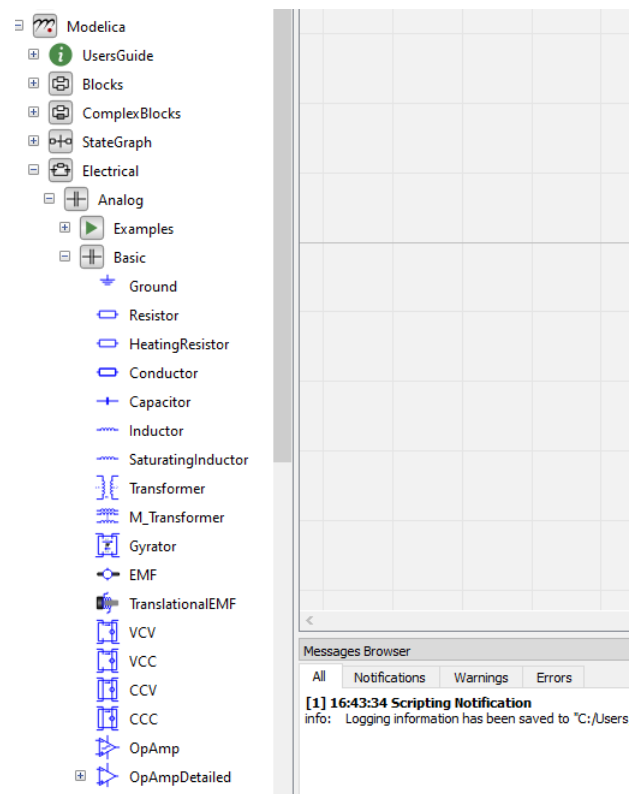 Modelica
UsersGuide
Blocks
ComplexBlocks
StateGraph
Electrical
Analog
Examples
Basic
Ground
Resistor
HeatingResistor
Conductor
Capacitor
Inductor
SaturatingInductor
Transformer
M_Transformer
Gyrator
EMF
TranslationalEMF
VCV
VCC
CCV
CCC
OpAmp
OpAmpDetailed
Messages Browser
All Notifications Warnings Errors
[1] 16:43:34 Scripting Notification
info: Logging information has been saved to "C:/Users